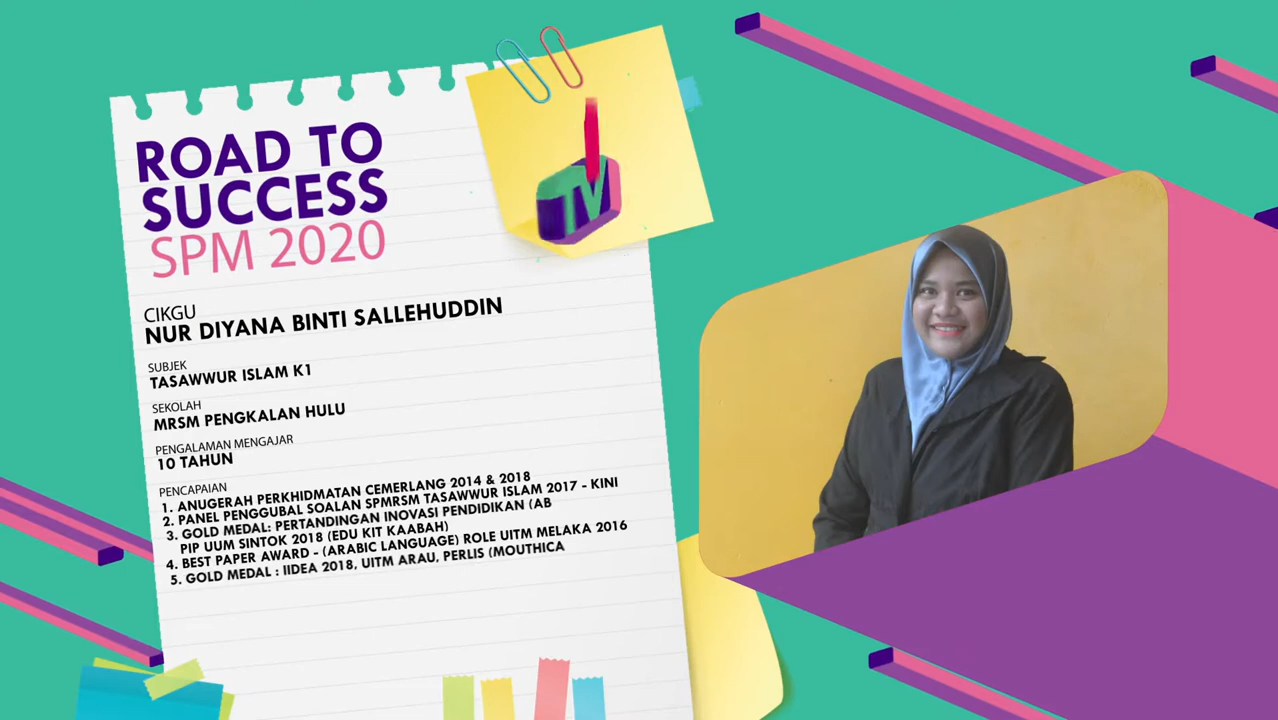 ROAD TO
SUCCESS
SPM 2020
TV
CIKGU
NUR DIYANA BINTI SALLEHUDDIN
SUBJEK
TASAWWUR ISLAM K1
SEKOLAH
MRSM PENGKALAN HULU
PENGALAMAN MENGAJAR
10 TAHUN
PENCAPAIAN
1. ANUGERAH PERKHIDMATAN CEMERLANG 2014 & 2018
2. PANEL PENGGUBAL SOALAN SPMRSM TASAWWUR ISLAM 2017 - KINI
3. GOLD MEDAL: PERTANDINGAN INOVASI PENDIDIKAN (AB
PIP UUM SINTOK 2018 (EDU KIT KAABAH)
4. BEST PAPER AWARD - (ARABIC LANGUAGE) ROLE UITM MELAKA 2016
5. GOLD MEDAL : IIDEA 2018, UITM ARAU, PERLIS (MOUTHICA